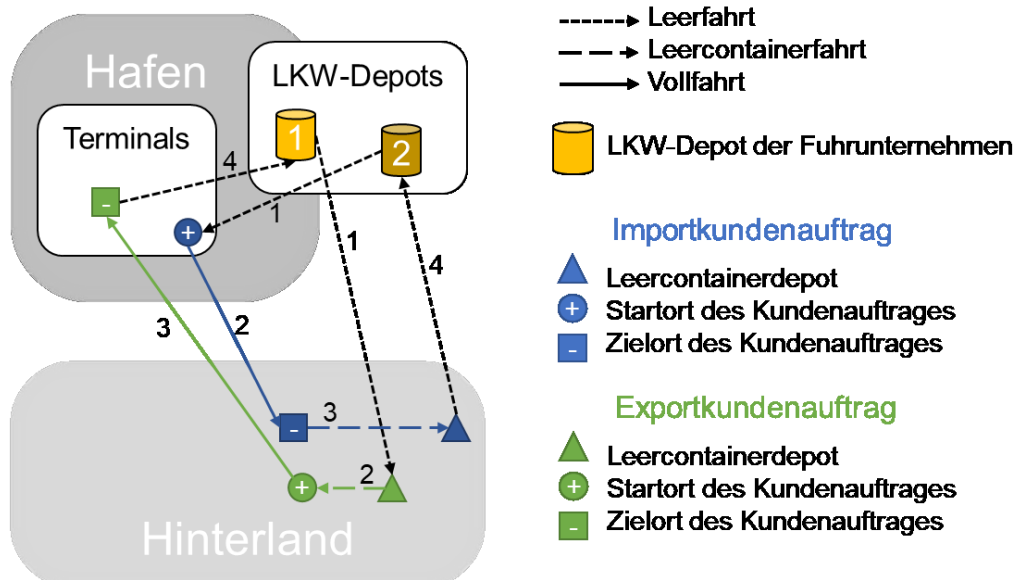 Hafen
LKW-Depots
Terminals
1
2
4
1
-
+
1
4
3
2
3
-
2
+
Hinterland
Leerfahrt
Leercontainerfahrt
Vollfahrt
LKW-Depot der Fuhrunternehmen
Importkundenauftrag
Leercontainerdepot
+ Startort des Kundenauftrages
- Zielort des Kundenauftrages
Exportkundenauftrag
Leercontainerdepot
+ Startort des Kundenauftrages
- Zielort des Kundenauftrages